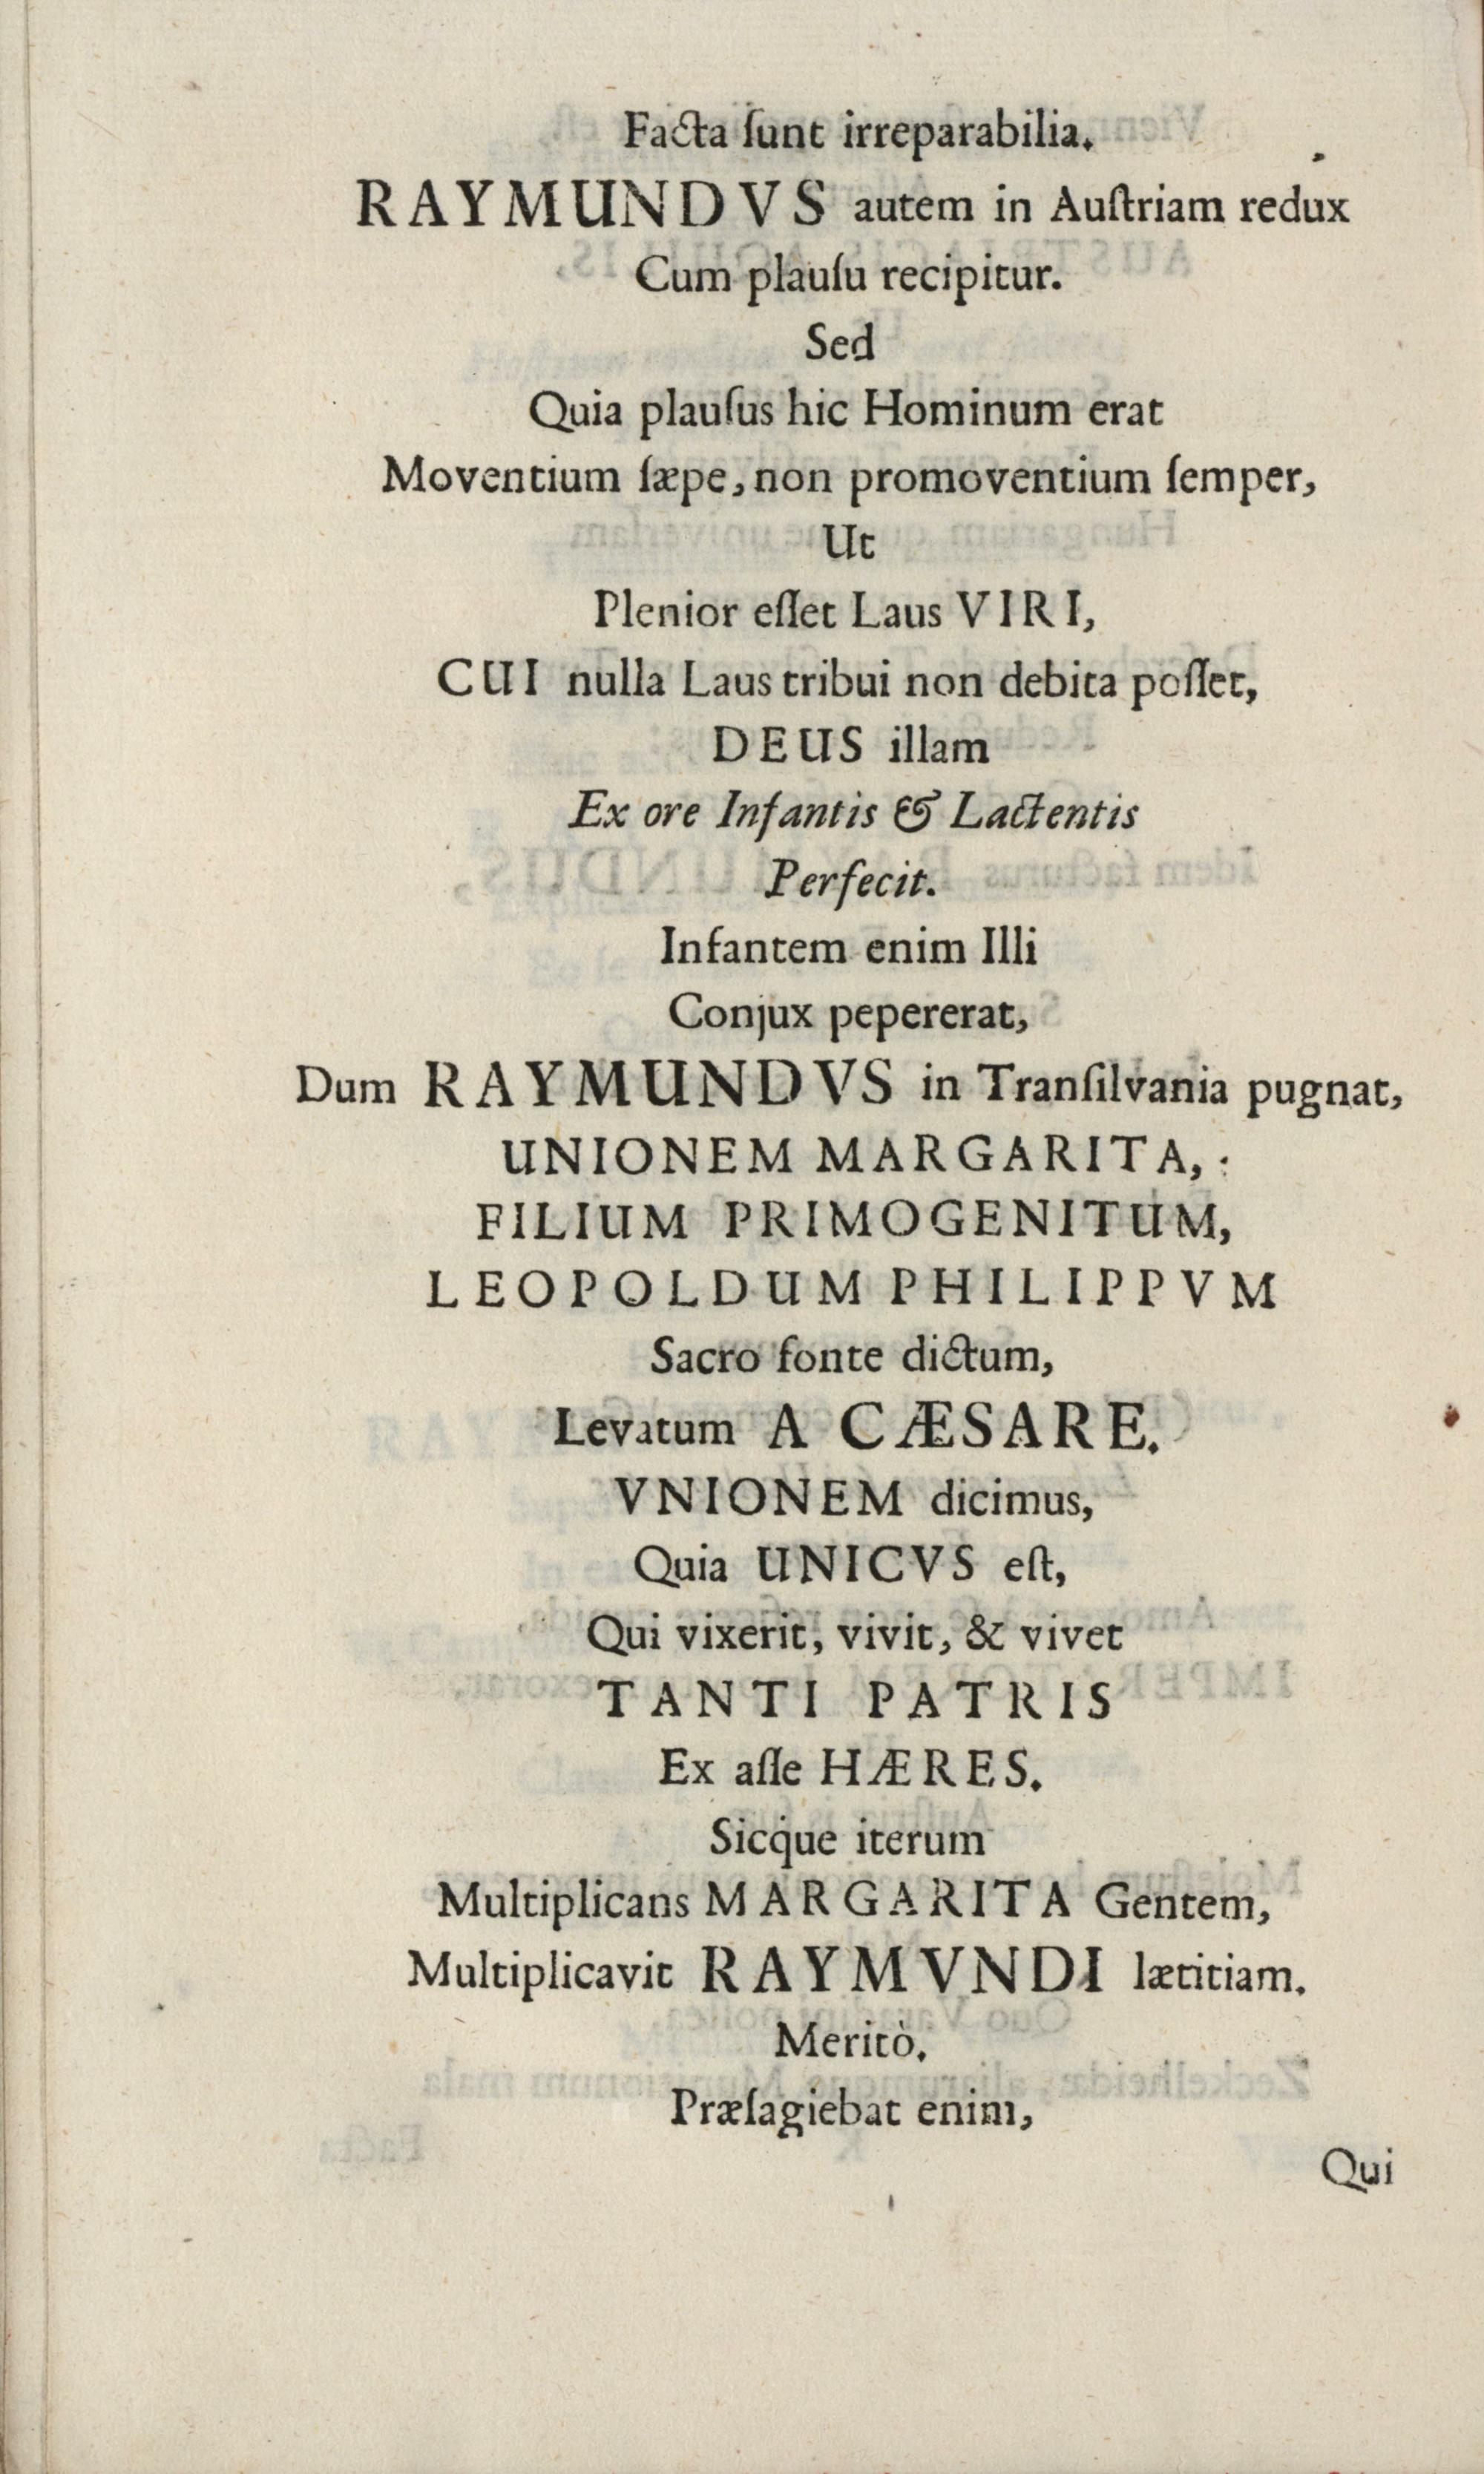 Facta ſunt irreparabilia.
RAYMUNDVS autem in Auſtriam redux
Cum plauſu recipitur.
Sed
Quia plauſus hic Hominum erat
Moventium ſæpe, non promoventium ſemper,
Ut
Plenior eſſet Laus VIRI,
CUI nulla Laus tribui non debita poſſet,
DEUS illam
Ex ore Infantis & Lactentis
Perfecit.
Infantem enim Illi
Conjux pepererat,
Dum RAYMUNDVS in Tranſilvania pugnat,
UNIONEM MARGARITA,
FILIUM PRIMOGENITUM,
LEOPOLDUM PHILIPPVM
Sacro fonte dictum,
Levatum A CÆSARE.
VNIONEM dicimus,
Quia UNICVS eſt,
Qui vixerit, vivit, & vivet
TANTI PATRIS
Ex aſſe HÆRES.
Sicq́ue iterum
Multiplicans MARGARITA Gentem,
Multiplicavit RAYMVNDI lætitiam.
Meritò.
Præſagiebat enim,
Qui